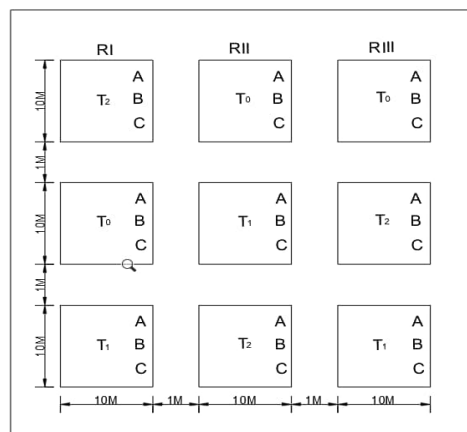 RI RII RIII
10M T₂ A B C T₀ A B C T₀ A B C
1M
10M T₀ A B C T₁ A B C T₂ A B C
1M
10M T₁ A B C T₂ A B C T₁ A B C
10M 1M 10M 1M 10M